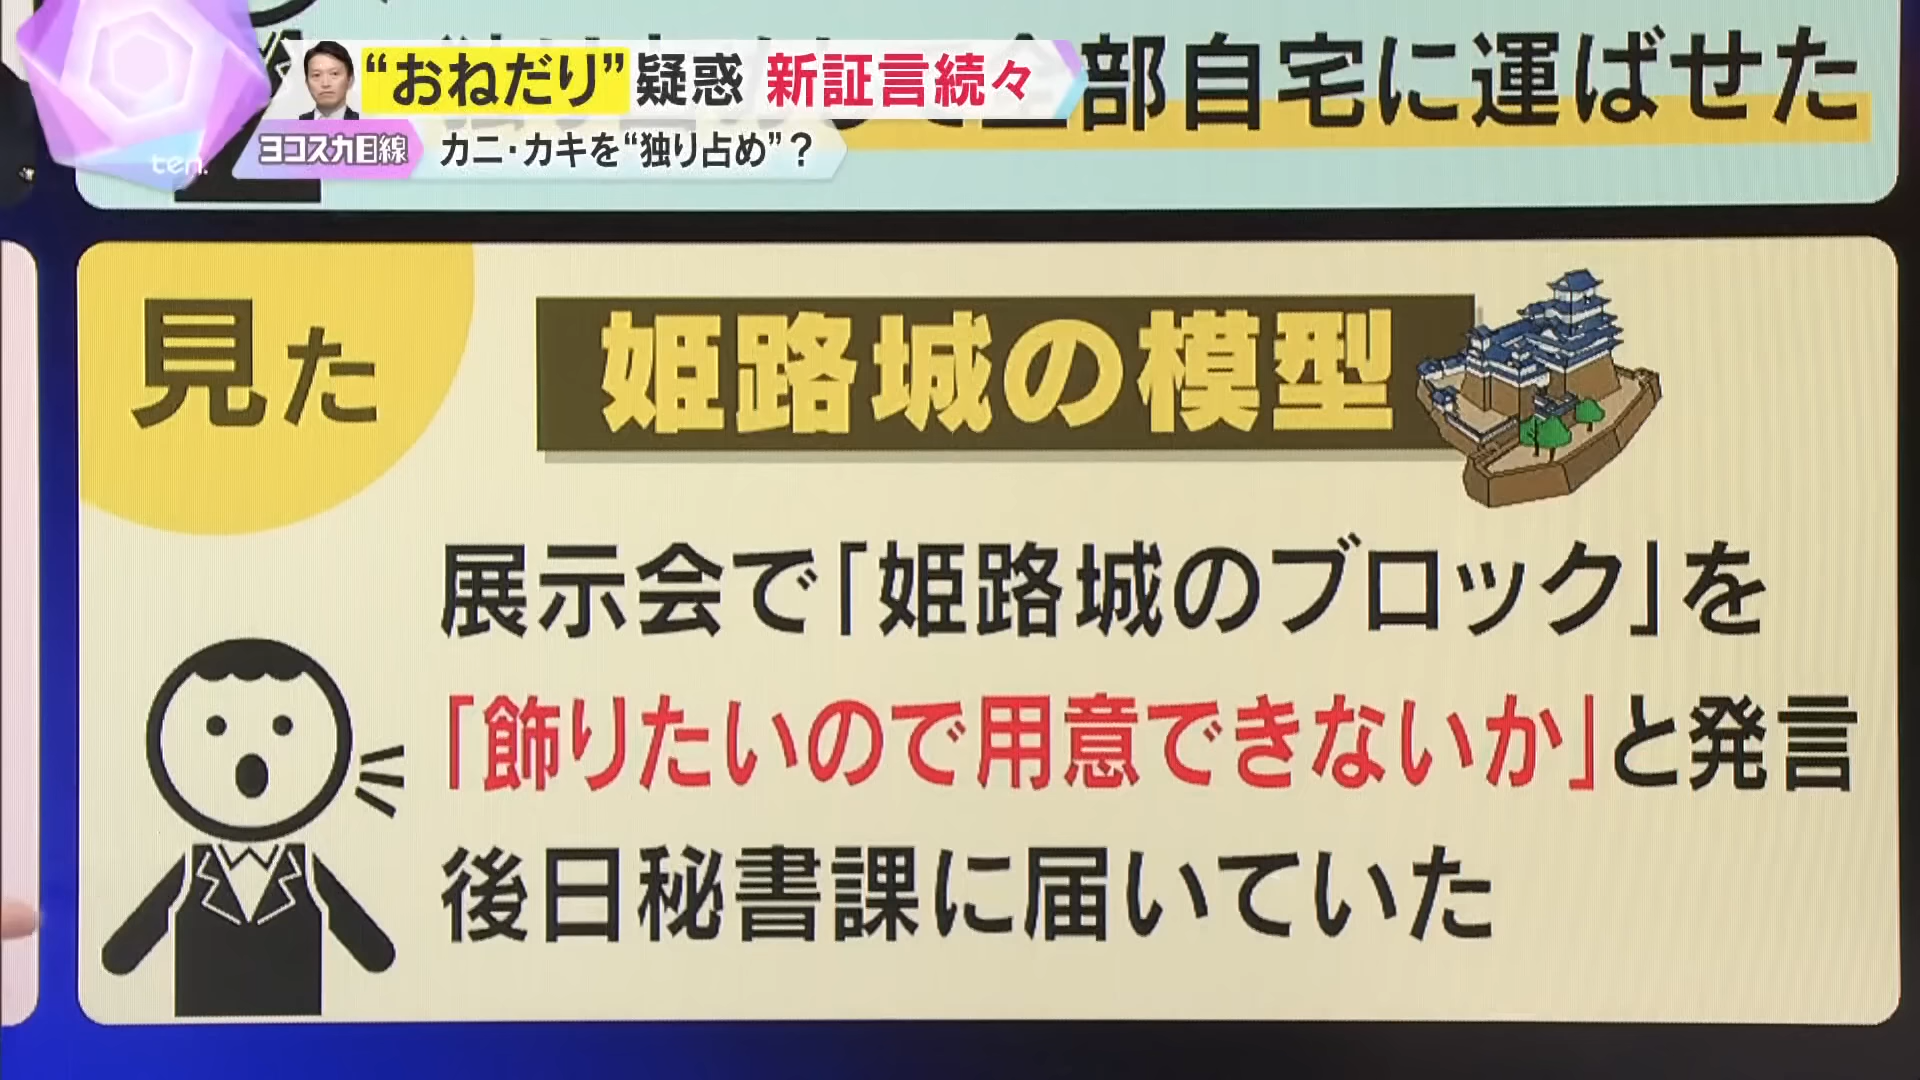 “おねだり”疑惑 新証言続々
ヨコスカ目線
カニ・カキを“独り占め”？
ten.
部自宅に運ばせた
見た
姫路城の模型
展示会で「姫路城のブロック」を
「飾りたいので用意できないか」と発言
後日秘書課に届いていた